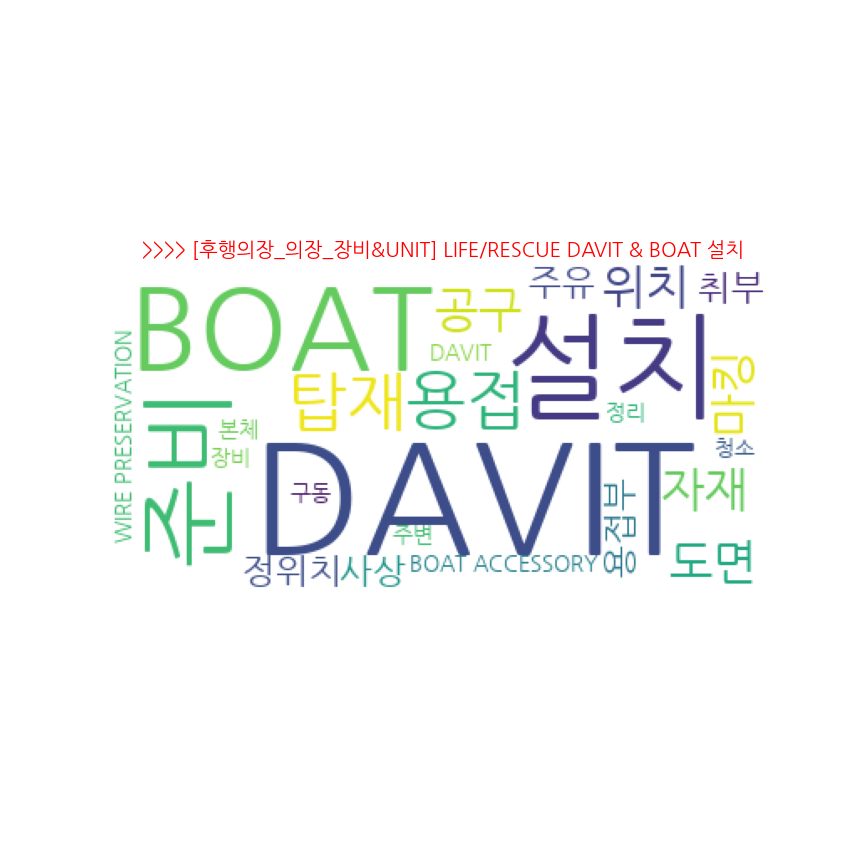 >>>> [후행의장_의장_장비&UNIT] LIFE/RESCUE DAVIT & BOAT 설치
주유
위치
취부
BOAT
공구
설치
DAVIT
WIRE PRESERVATION
탑재
용접
마킹
정리
준비
본체
장비
청소
DAVIT
구동
자재
용접부
주변
도면
정위치
사상
BOAT ACCESSORY